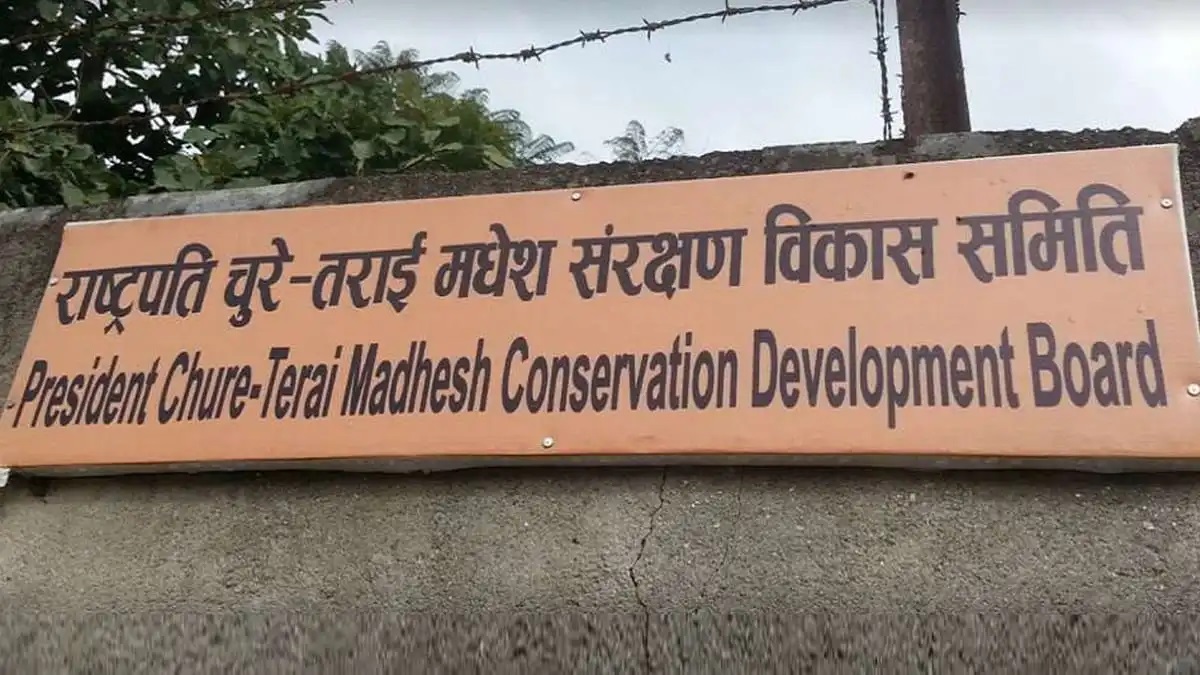 राष्ट्रपति चुरे-तराई मधेश संरक्षण विकास समिति
President Chure-Terai Madhesh Conservation Development Board